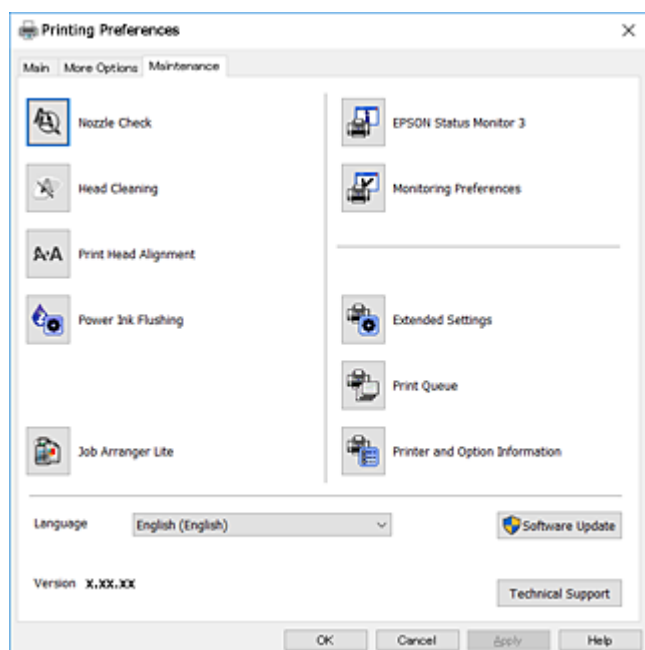 Printing Preferences
Main More Options Maintenance
Nozzle Check
Head Cleaning
A·A Print Head Alignment
Power Ink Flushing
Job Arranger Lite
EPSON Status Monitor 3
Monitoring Preferences
Extended Settings
Print Queue
Printer and Option Information
Language English (English)
Software Update
Version X.XX.XX
Technical Support
OK Cancel Apply Help